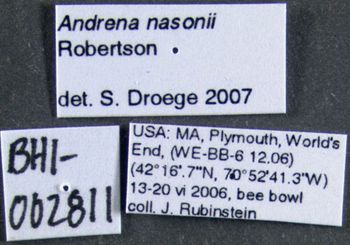 Andrena nasonii
Robertson
det. S. Droege 2007
BHI-
002811
USA: MA, Plymouth, World's
End, (WE-BB-6 12.06)
(42°16'.7"N, 70°52'41.3"W)
13-20 vi 2006, bee bowl
coll. J. Rubinstein